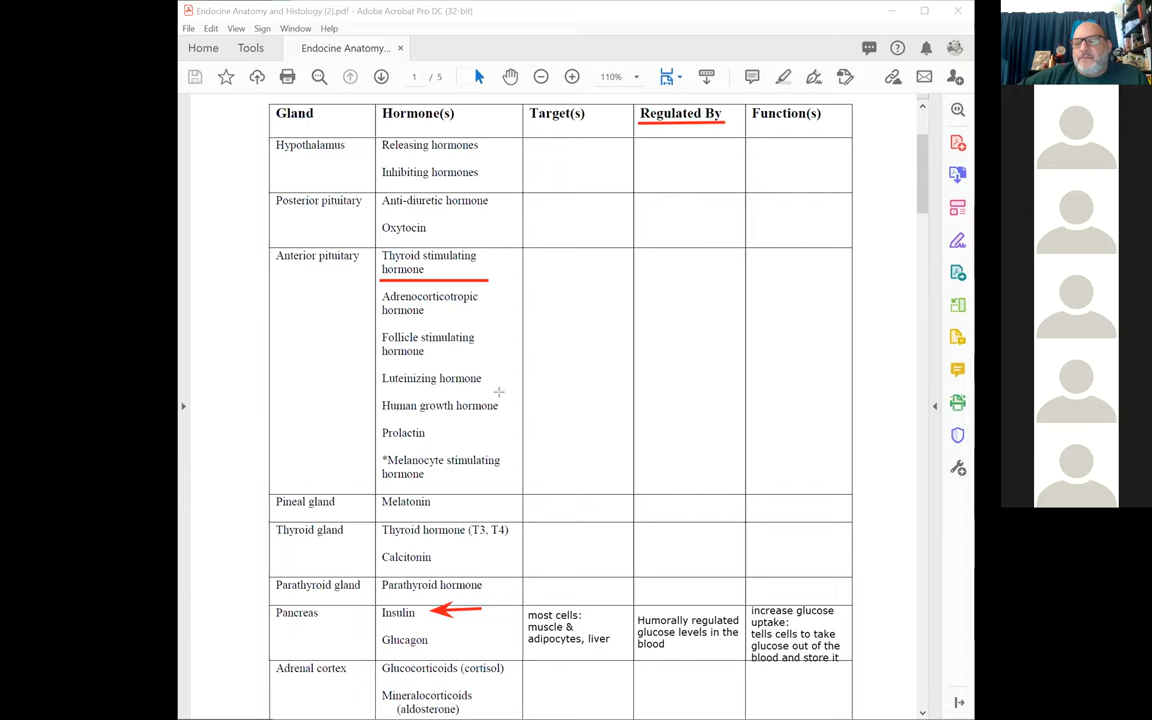 Endocrine Anatomy and Histology (2).pdf - Adobe Acrobat Pro DC (32-bit)
File Edit View Sign Window Help
Home Tools Endocrine Anatomy... ×
1 / 5 110%
Gland Hormone(s) Target(s) Regulated By Function(s)
Hypothalamus Releasing hormones
Inhibiting hormones
Posterior pituitary Anti-diuretic hormone
Oxytocin
Anterior pituitary Thyroid stimulating
hormone
Adrenocorticotropic
hormone
Follicle stimulating
hormone
Luteinizing hormone
Human growth hormone
Prolactin
*Melanocyte stimulating
hormone
Pineal gland Melatonin
Thyroid gland Thyroid hormone (T3, T4)
Calcitonin
Parathyroid gland Parathyroid hormone
Pancreas Insulin
Glucagon
most cells:
muscle &
adipocytes, liver
Humorally regulated
glucose levels in the
blood
increase glucose
uptake:
tells cells to take
glucose out of the
blood and store it
Adrenal cortex Glucocorticoids (cortisol)
Mineralocorticoids
(aldosterone)